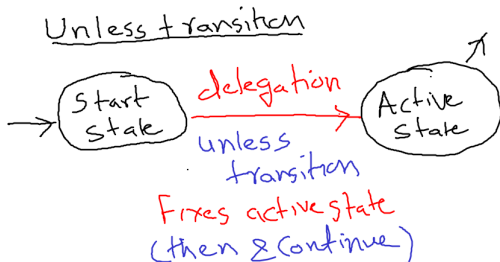 Unless transition
Start
state
delegation
Active
state
unless
transition
Fixes active state
(then & continue)